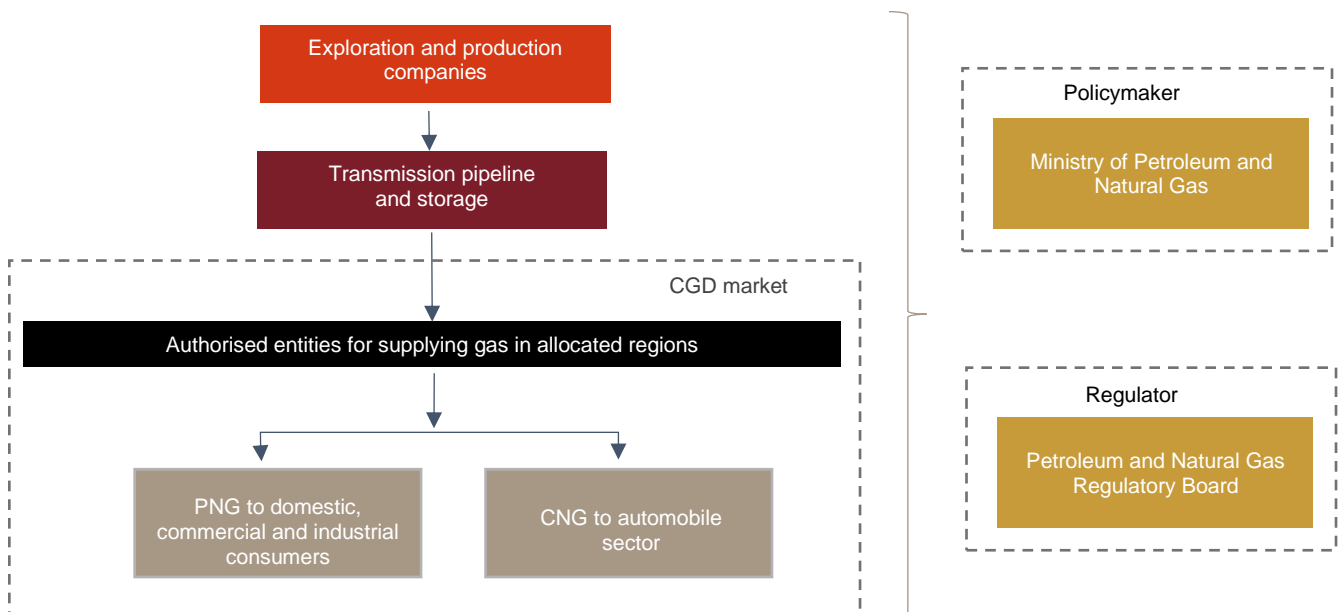 Exploration and production
companies
Transmission pipeline
and storage
CGD market
Authorised entities for supplying gas in allocated regions
PNG to domestic,
commercial and industrial
consumers
CNG to automobile
sector
Policymaker
Ministry of Petroleum and
Natural Gas
Regulator
Petroleum and Natural Gas
Regulatory Board